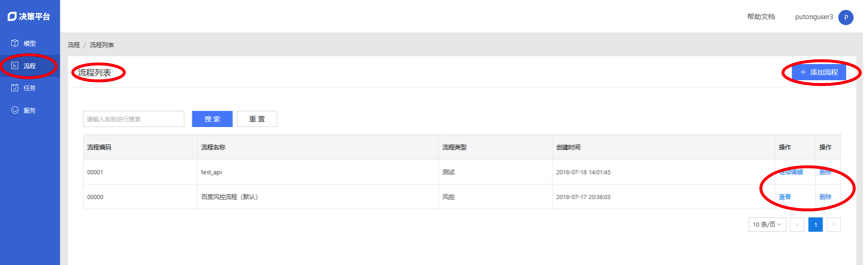 决策平台
帮助文档 putonguser3 P
模型
流程
任务
服务
流程 / 流程列表
流程列表
+ 添加流程
请输入名称进行搜索 搜 索 重 置
流程编码 流程名称 流程类型 创建时间 操作 操作
00001 test_api 测试 2018-07-18 14:01:45 编辑 删除
00000 百度风控流程（默认） 风控 2018-07-17 20:36:03 查看 删除
10 条/页 < 1 >